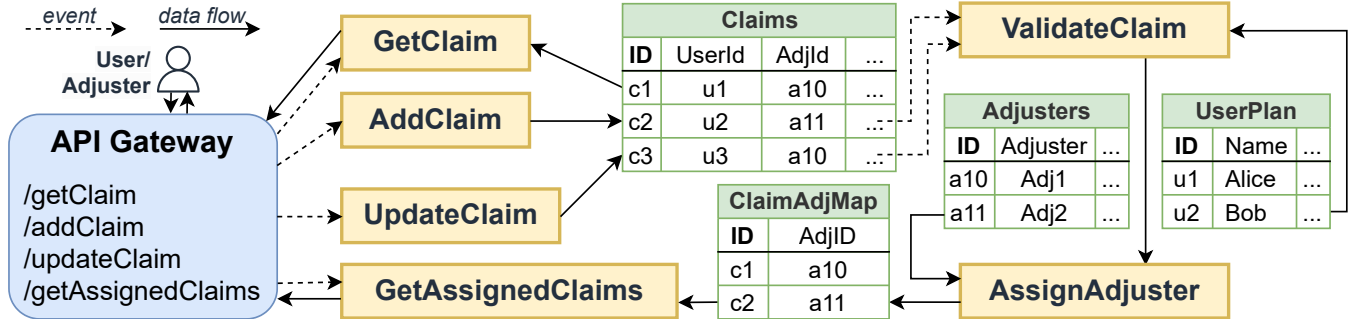 event
data flow
User/
Adjuster
API Gateway
/getClaim
/addClaim
/updateClaim
/getAssignedClaims
GetClaim
AddClaim
UpdateClaim
GetAssignedClaims
Claims
ID UserId AdjId ...
c1 u1 a10 ...
c2 u2 a11 ...
c3 u3 a10 ...
ClaimAdjMap
ID AdjID
c1 a10
c2 a11
ValidateClaim
Adjusters
ID Adjuster ...
a10 Adj1 ...
a11 Adj2 ...
UserPlan
ID Name ...
u1 Alice ...
u2 Bob ...
AssignAdjuster